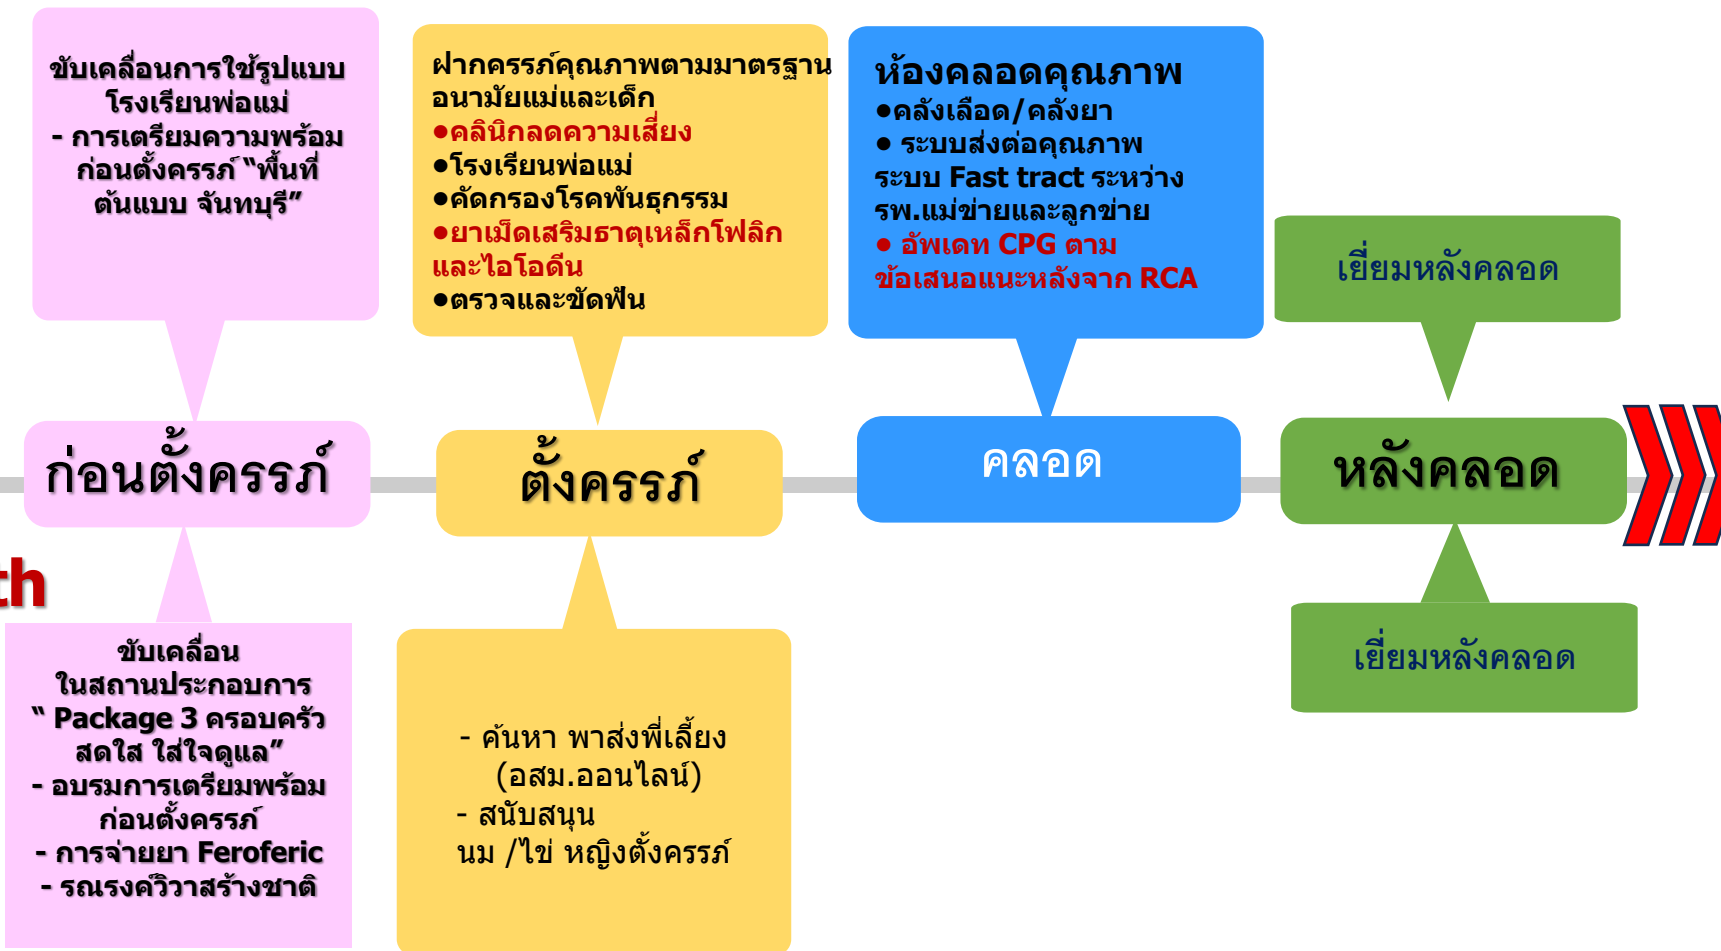 ขับเคลื่อนการใช้รูปแบบ
โรงเรียนพ่อแม่
- การเตรียมความพร้อม
ก่อนตั้งครรภ์ “พื้นที่
ต้นแบบ จันทบุรี”
ฝากครรภ์คุณภาพตามมาตรฐาน
อนามัยแม่และเด็ก
●คลินิกลดความเสี่ยง
●โรงเรียนพ่อแม่
●คัดกรองโรคพันธุกรรม
●ยาเม็ดเสริมธาตุเหล็กโฟลิก
และไอโอดีน
●ตรวจและขัดฟัน
ห้องคลอดคุณภาพ
●คลังเลือด/คลังยา
● ระบบส่งต่อคุณภาพ
ระบบ Fast tract ระหว่าง
รพ.แม่ข่ายและลูกข่าย
● อัพเดท CPG ตาม
ข้อเสนอแนะหลังจาก RCA
เยี่ยมหลังคลอด
ก่อนตั้งครรภ์
ตั้งครรภ์
คลอด
หลังคลอด
th
ขับเคลื่อน
ในสถานประกอบการ
“ Package 3 ครอบครัว
สดใส ใส่ใจดูแล”
- อบรมการเตรียมพร้อม
ก่อนตั้งครรภ์
- การจ่ายยา Feroferic
- รณรงค์วิวาสร้างชาติ
- ค้นหา พาส่งพี่เลี้ยง
(อสม.ออนไลน์)
- สนับสนุน
นม /ไข่ หญิงตั้งครรภ์
เยี่ยมหลังคลอด